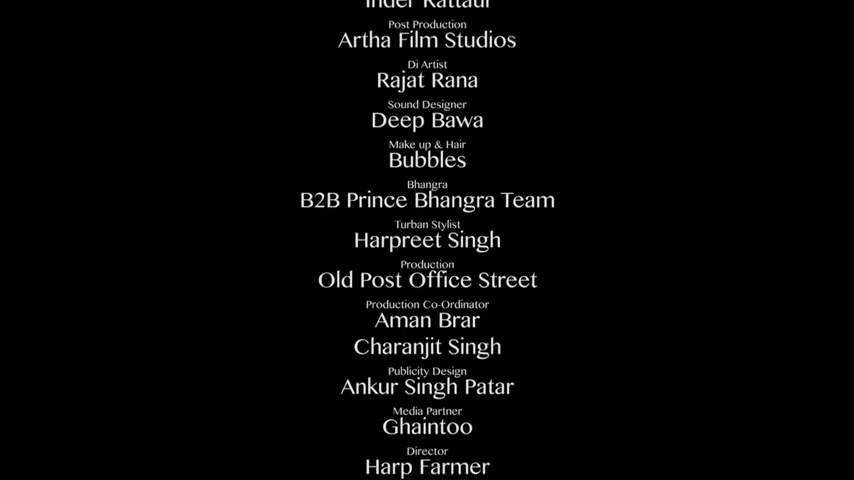 Inder Rattaul
Post Production
Artha Film Studios
Di Artist
Rajat Rana
Sound Designer
Deep Bawa
Make up & Hair
Bubbles
Bhangra
B2B Prince Bhangra Team
Turban Stylist
Harpreet Singh
Production
Old Post Office Street
Production Co-Ordinator
Aman Brar
Charanjit Singh
Publicity Design
Ankur Singh Patar
Media Partner
Ghaintoo
Director
Harp Farmer